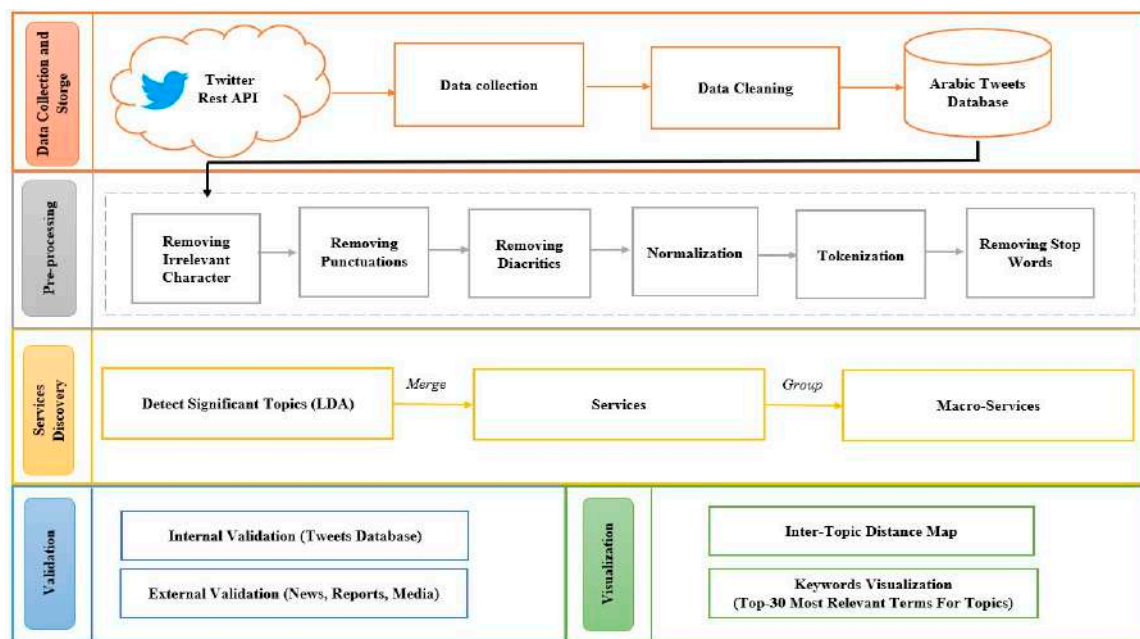 Data Collection and
Storge
Twitter
Rest API
Data collection
Data Cleaning
Arabic Tweets
Database
Pre-processing
Removing
Irrelevant
Character
Removing
Punctuations
Removing
Diacritics
Normalization
Tokenization
Removing Stop
Words
Services
Discovery
Detect Significant Topics (LDA)
Merge
Services
Group
Macro-Services
Validation
Internal Validation (Tweets Database)
External Validation (News, Reports, Media)
Visualization
Inter-Topic Distance Map
Keywords Visualization
(Top-30 Most Relevant Terms For Topics)